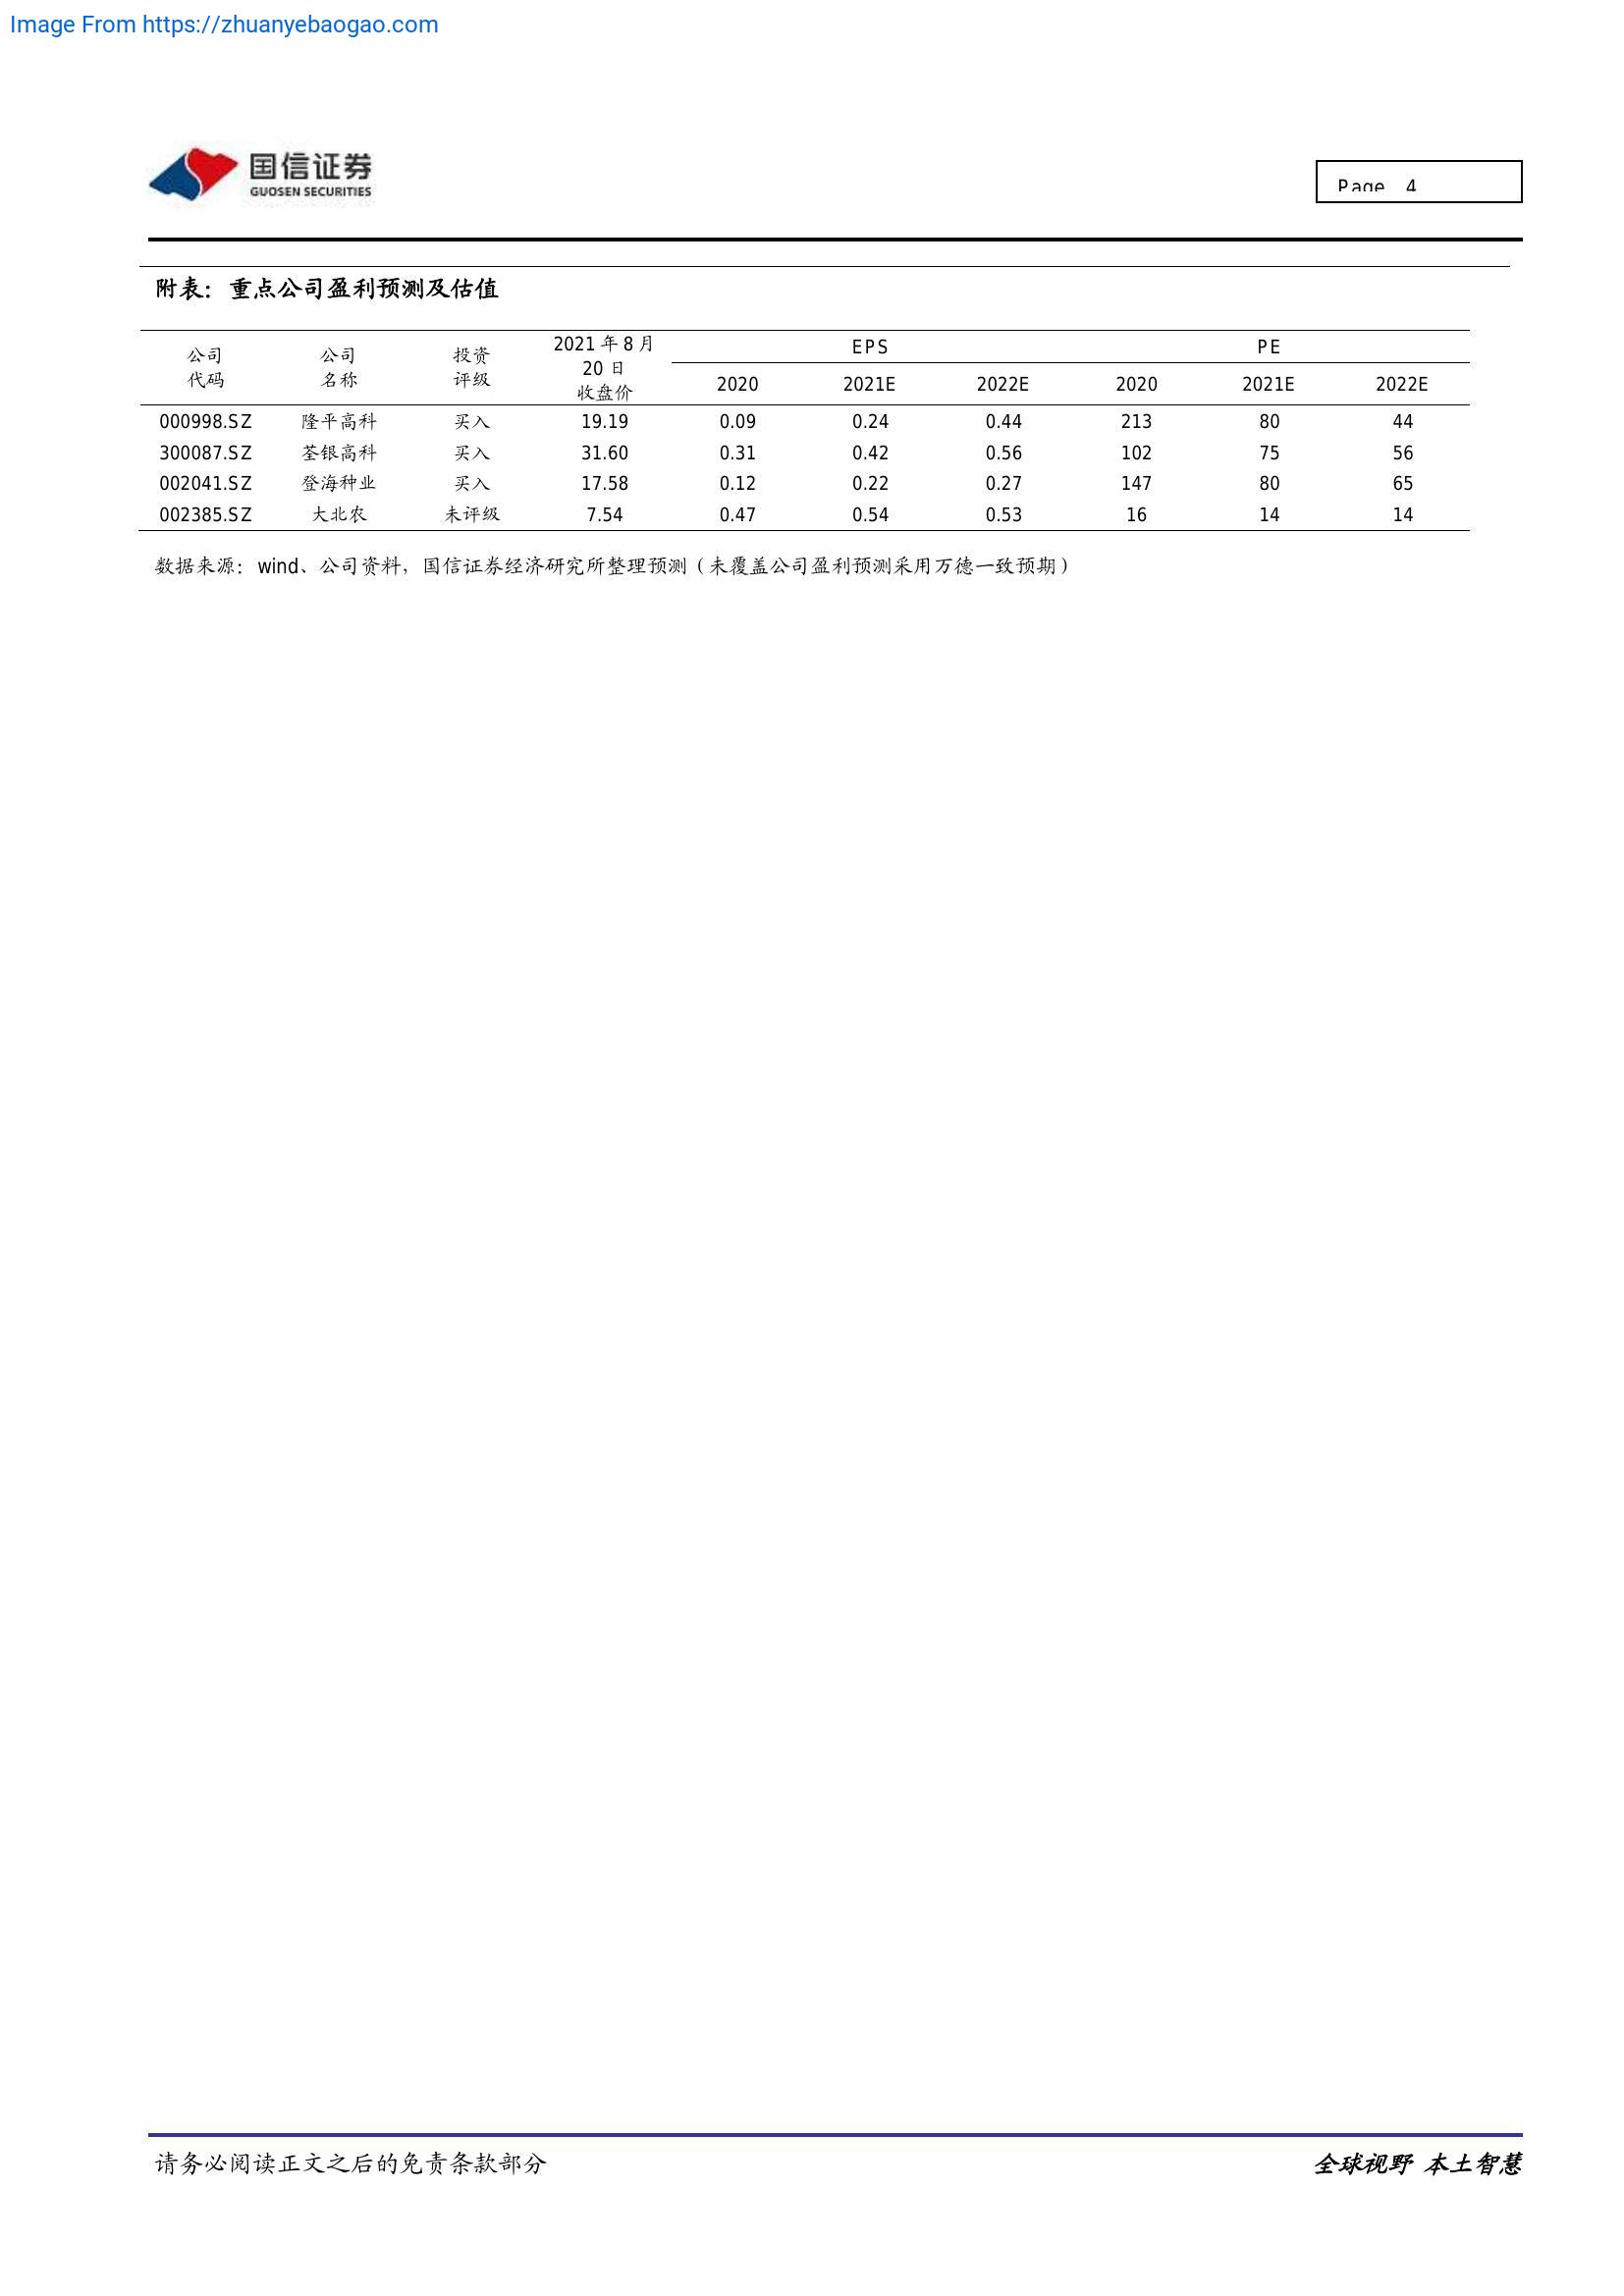 Image From https://zhuanyebaogao.com
国信证券
GUOSEN SECURITIES
Page 4
附表：重点公司盈利预测及估值
公司代码 公司名称 投资评级 2021 年 8 月 20 日收盘价 EPS PE
2020 2021E 2022E 2020 2021E 2022E
000998.SZ 隆平高科 买入 19.19 0.09 0.24 0.44 213 80 44
300087.SZ 荃银高科 买入 31.60 0.31 0.42 0.56 102 75 56
002041.SZ 登海种业 买入 17.58 0.12 0.22 0.27 147 80 65
002385.SZ 大北农 未评级 7.54 0.47 0.54 0.53 16 14 14
数据来源：wind、公司资料，国信证券经济研究所整理预测（未覆盖公司盈利预测采用万德一致预期）
请务必阅读正文之后的免责条款部分
全球视野 本土智慧